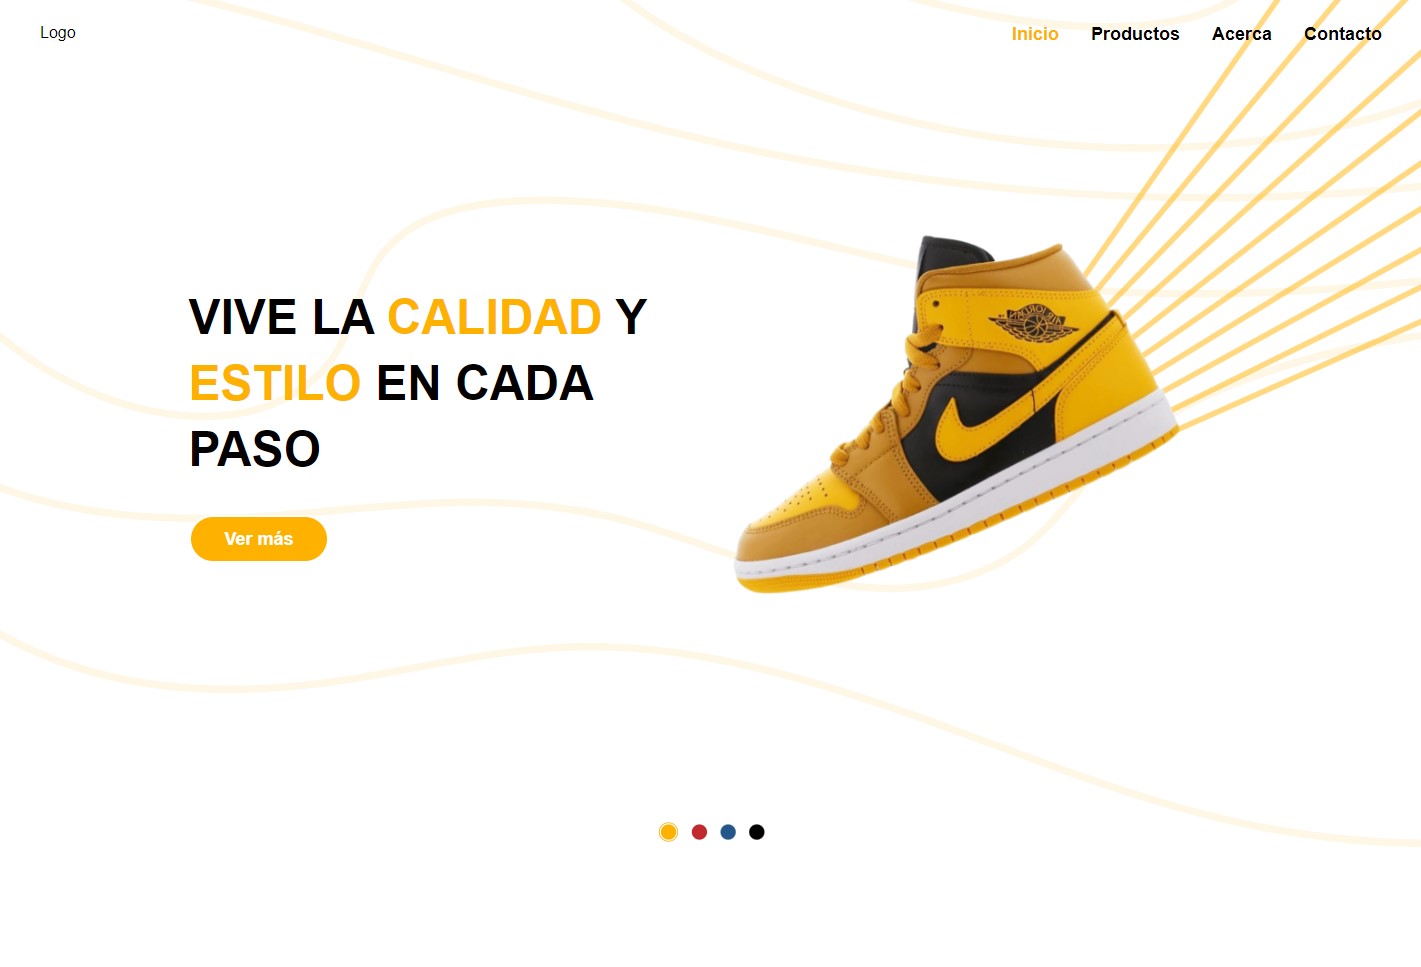 Logo
Inicio Productos Acerca Contacto
VIVE LA CALIDAD Y
ESTILO EN CADA
PASO
Ver más